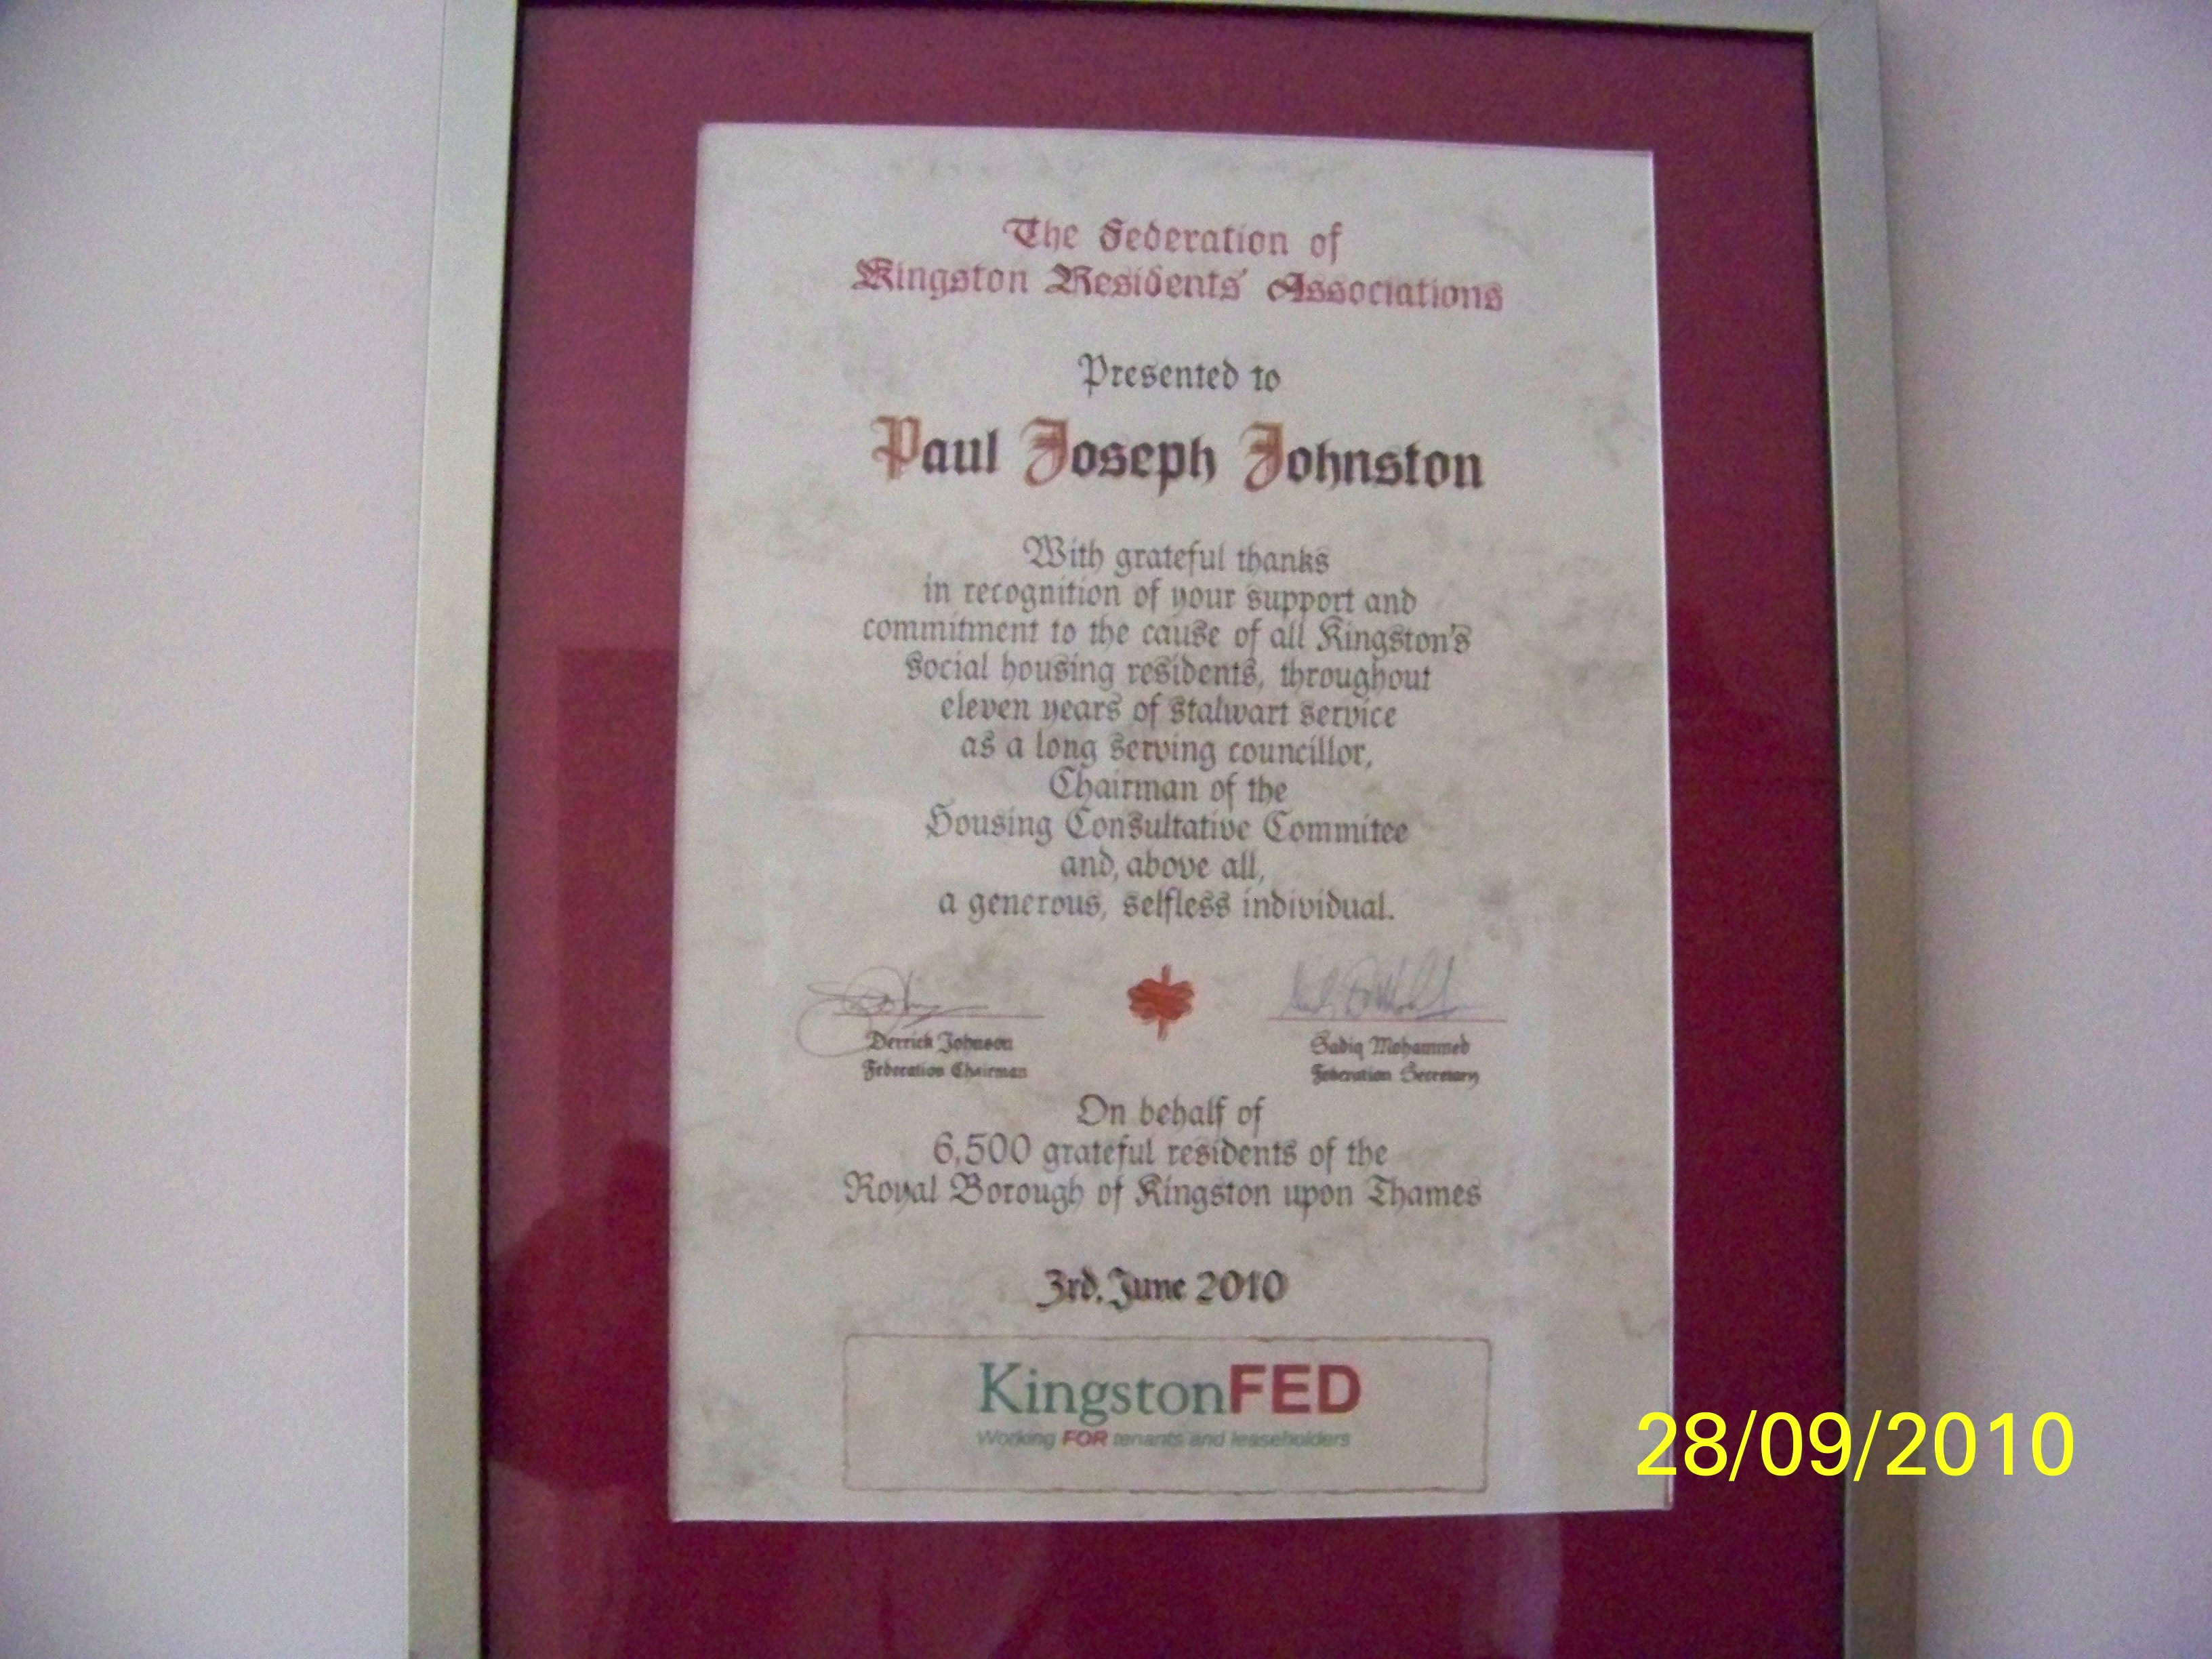 The Federation of
Kingston Residents' Associations
Presented to
Paul Joseph Johnston
With grateful thanks
in recognition of your support and
commitment to the cause of all Kingston's
social housing residents, throughout
eleven years of stalwart service
as a long serving councillor,
Chairman of the
Housing Consultative Commitee
and, above all,
a generous, selfless individual.
Derrick Johnson
Federation Chairman
Sadiq Mohammed
Federation Secretary
On behalf of
6,500 grateful residents of the
Royal Borough of Kingston upon Thames
3rd. June 2010
KingstonFED
Working FOR tenants and leaseholders
28/09/2010